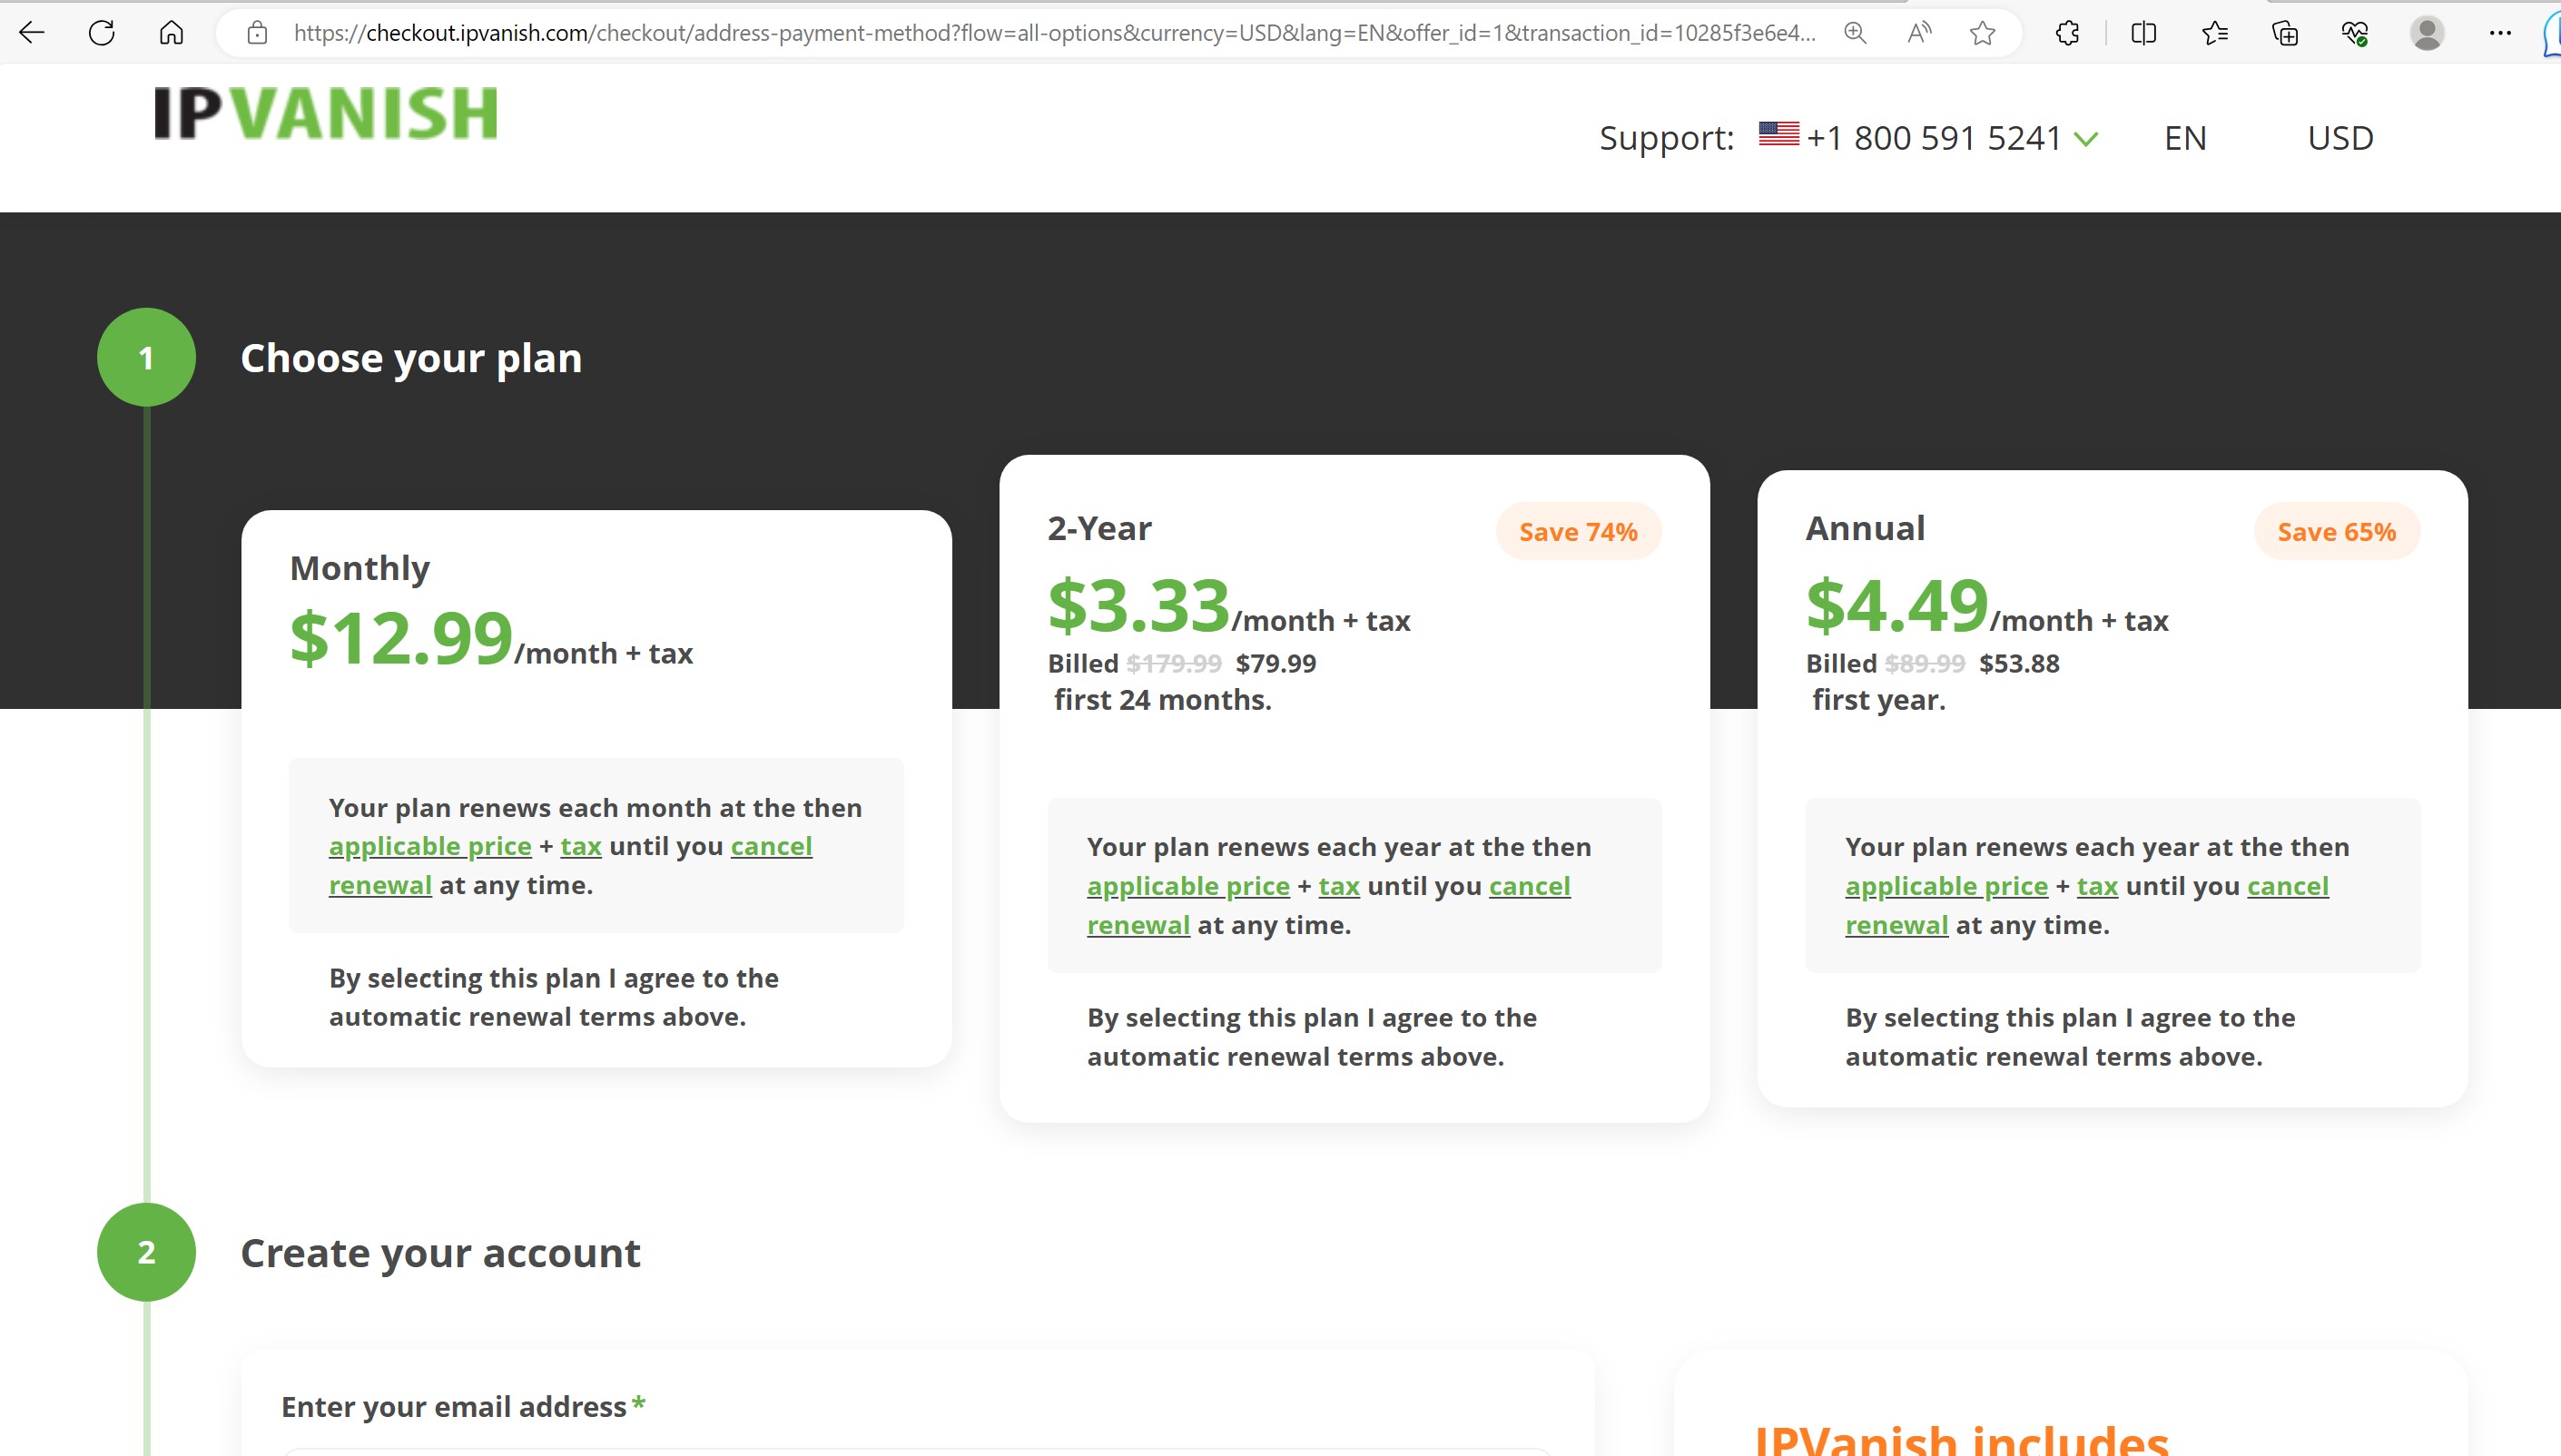 https://checkout.ipvanish.com/checkout/address-payment-method?flow=all-options&currency=USD&lang=EN&offer_id=1&transaction_id=10285f3e6e4...
IPVANISH
Support: +1 800 591 5241 EN USD
1 Choose your plan
Monthly
$12.99/month + tax
Your plan renews each month at the then
applicable price + tax until you cancel
renewal at any time.
By selecting this plan I agree to the
automatic renewal terms above.
2-Year Save 74%
$3.33/month + tax
Billed $179.99 $79.99
first 24 months.
Your plan renews each year at the then
applicable price + tax until you cancel
renewal at any time.
By selecting this plan I agree to the
automatic renewal terms above.
Annual Save 65%
$4.49/month + tax
Billed $89.99 $53.88
first year.
Your plan renews each year at the then
applicable price + tax until you cancel
renewal at any time.
By selecting this plan I agree to the
automatic renewal terms above.
2 Create your account
Enter your email address *
IPVanish includes